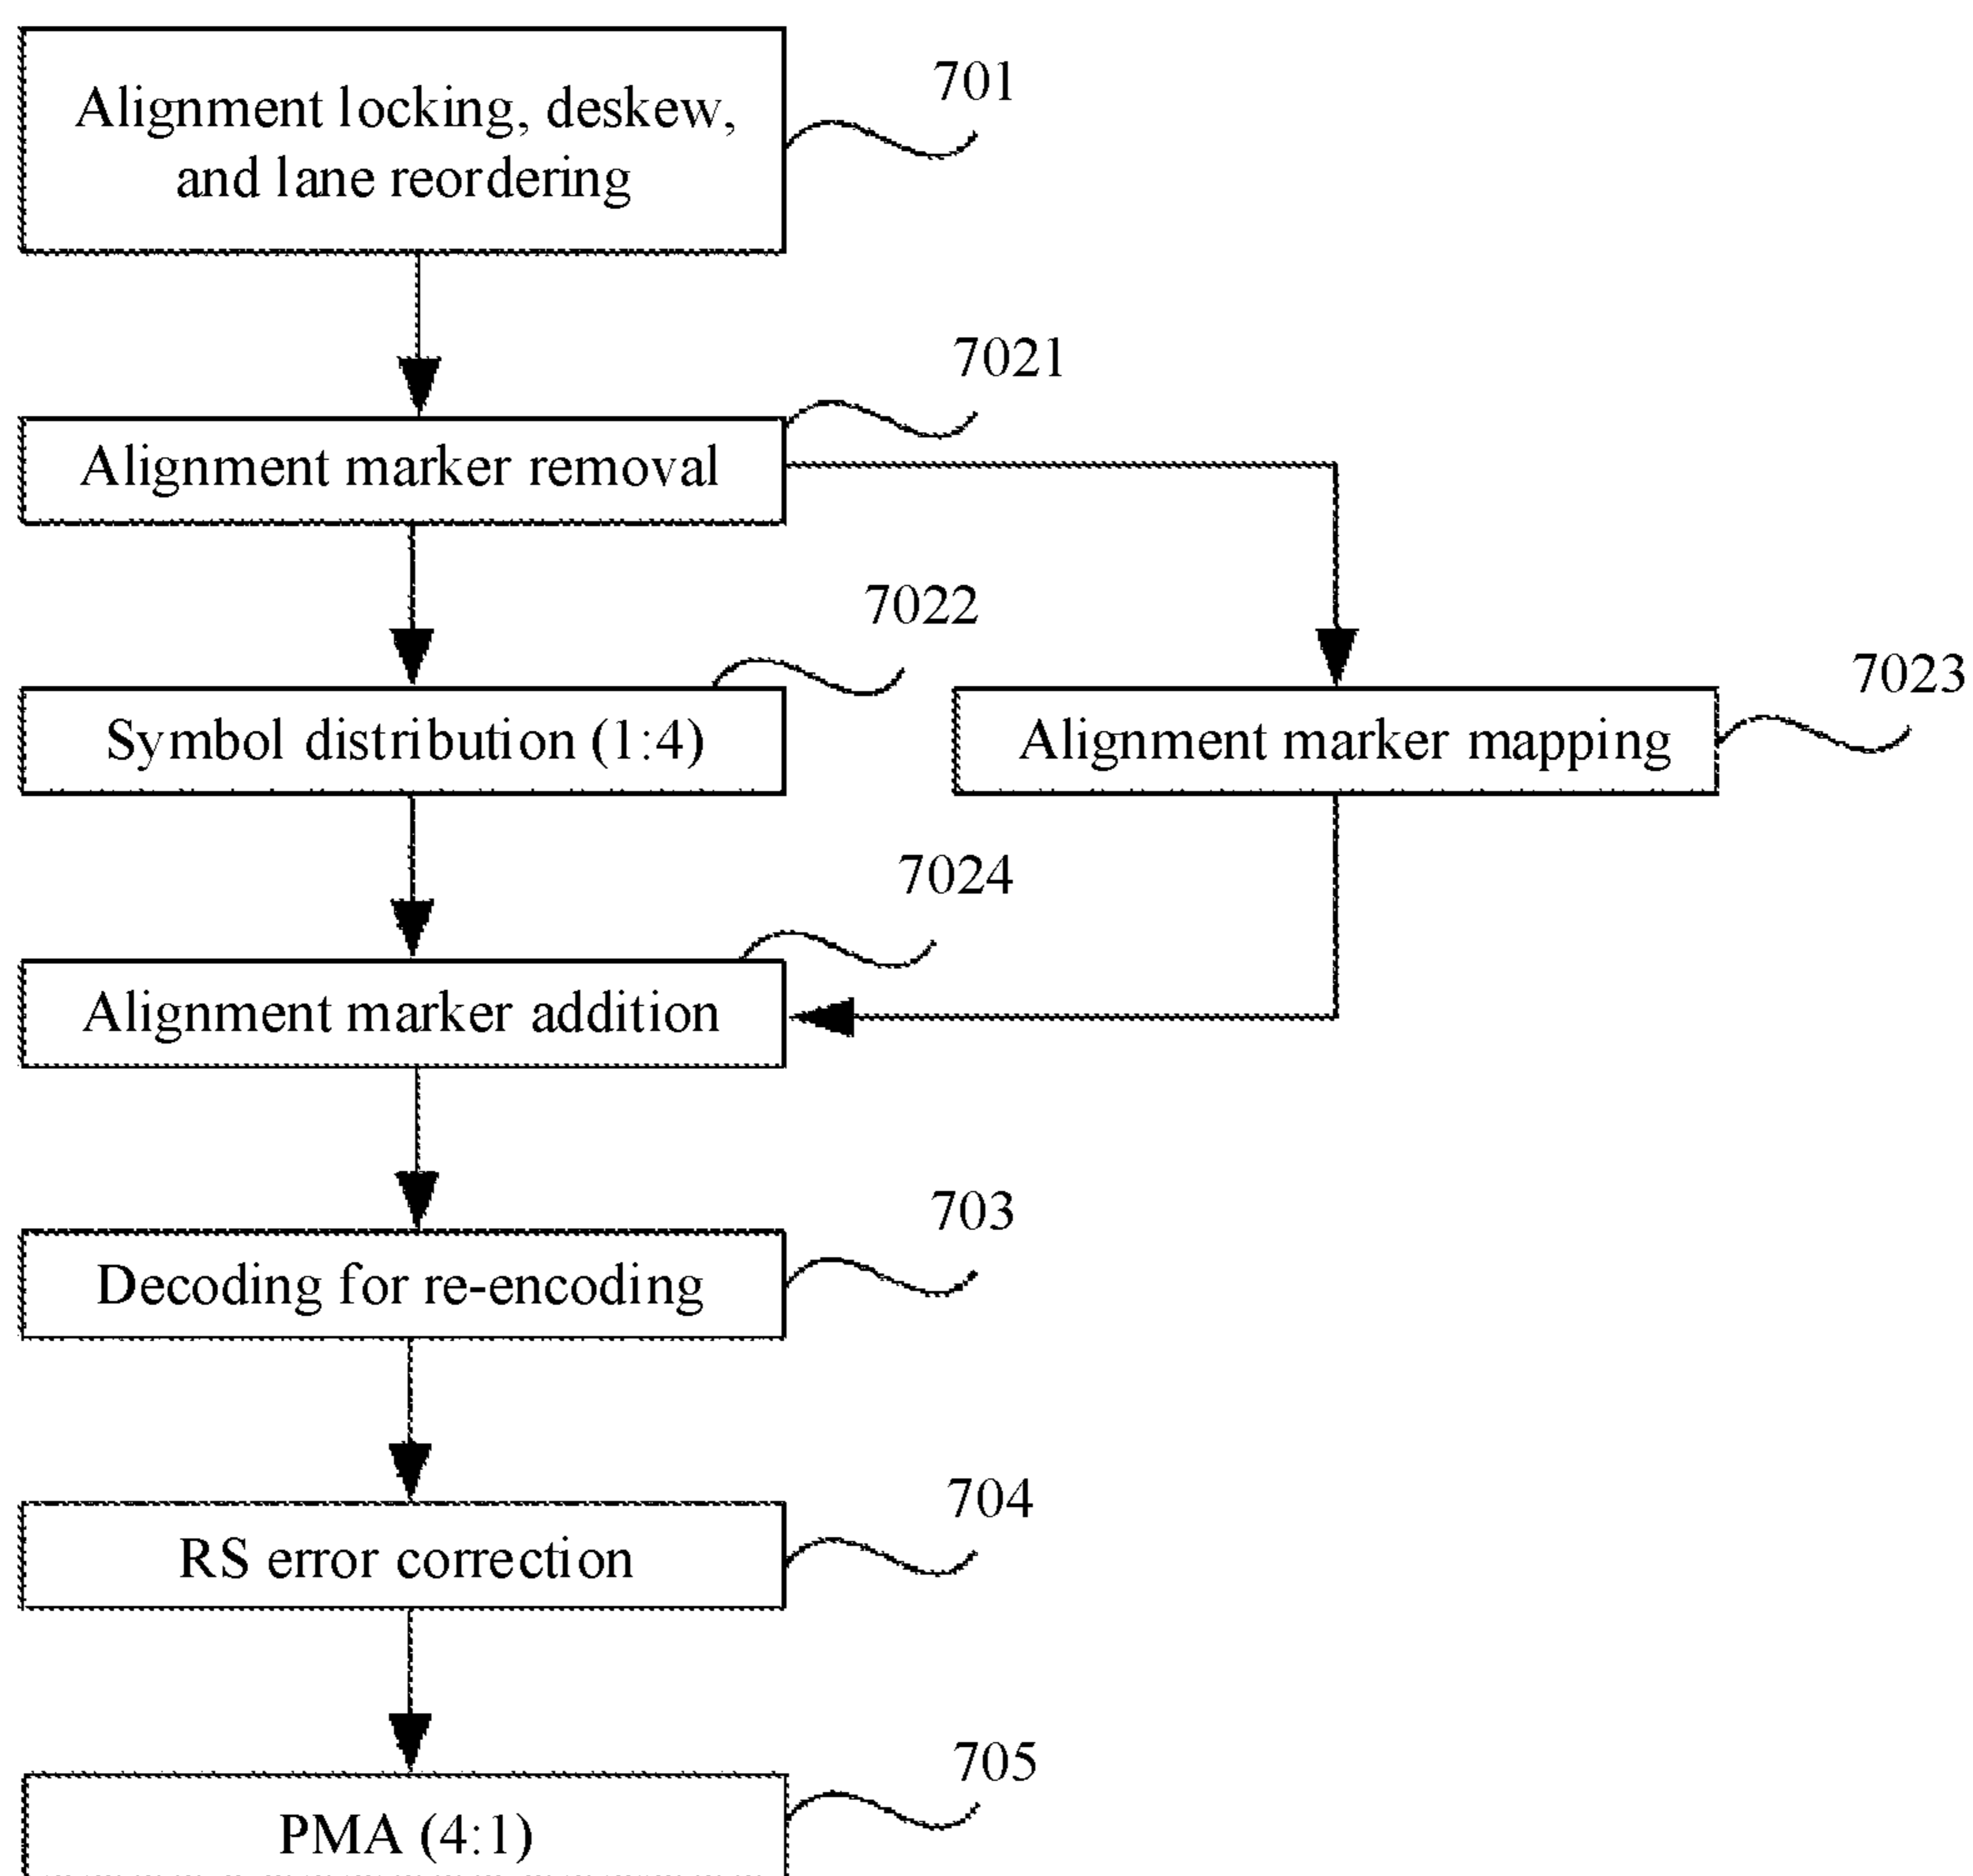 Alignment locking, deskew,
and lane reordering
701
7021
Alignment marker removal
7022
Symbol distribution (1:4)
7023
Alignment marker mapping
7024
Alignment marker addition
703
Decoding for re-encoding
704
RS error correction
705
PMA (4:1)